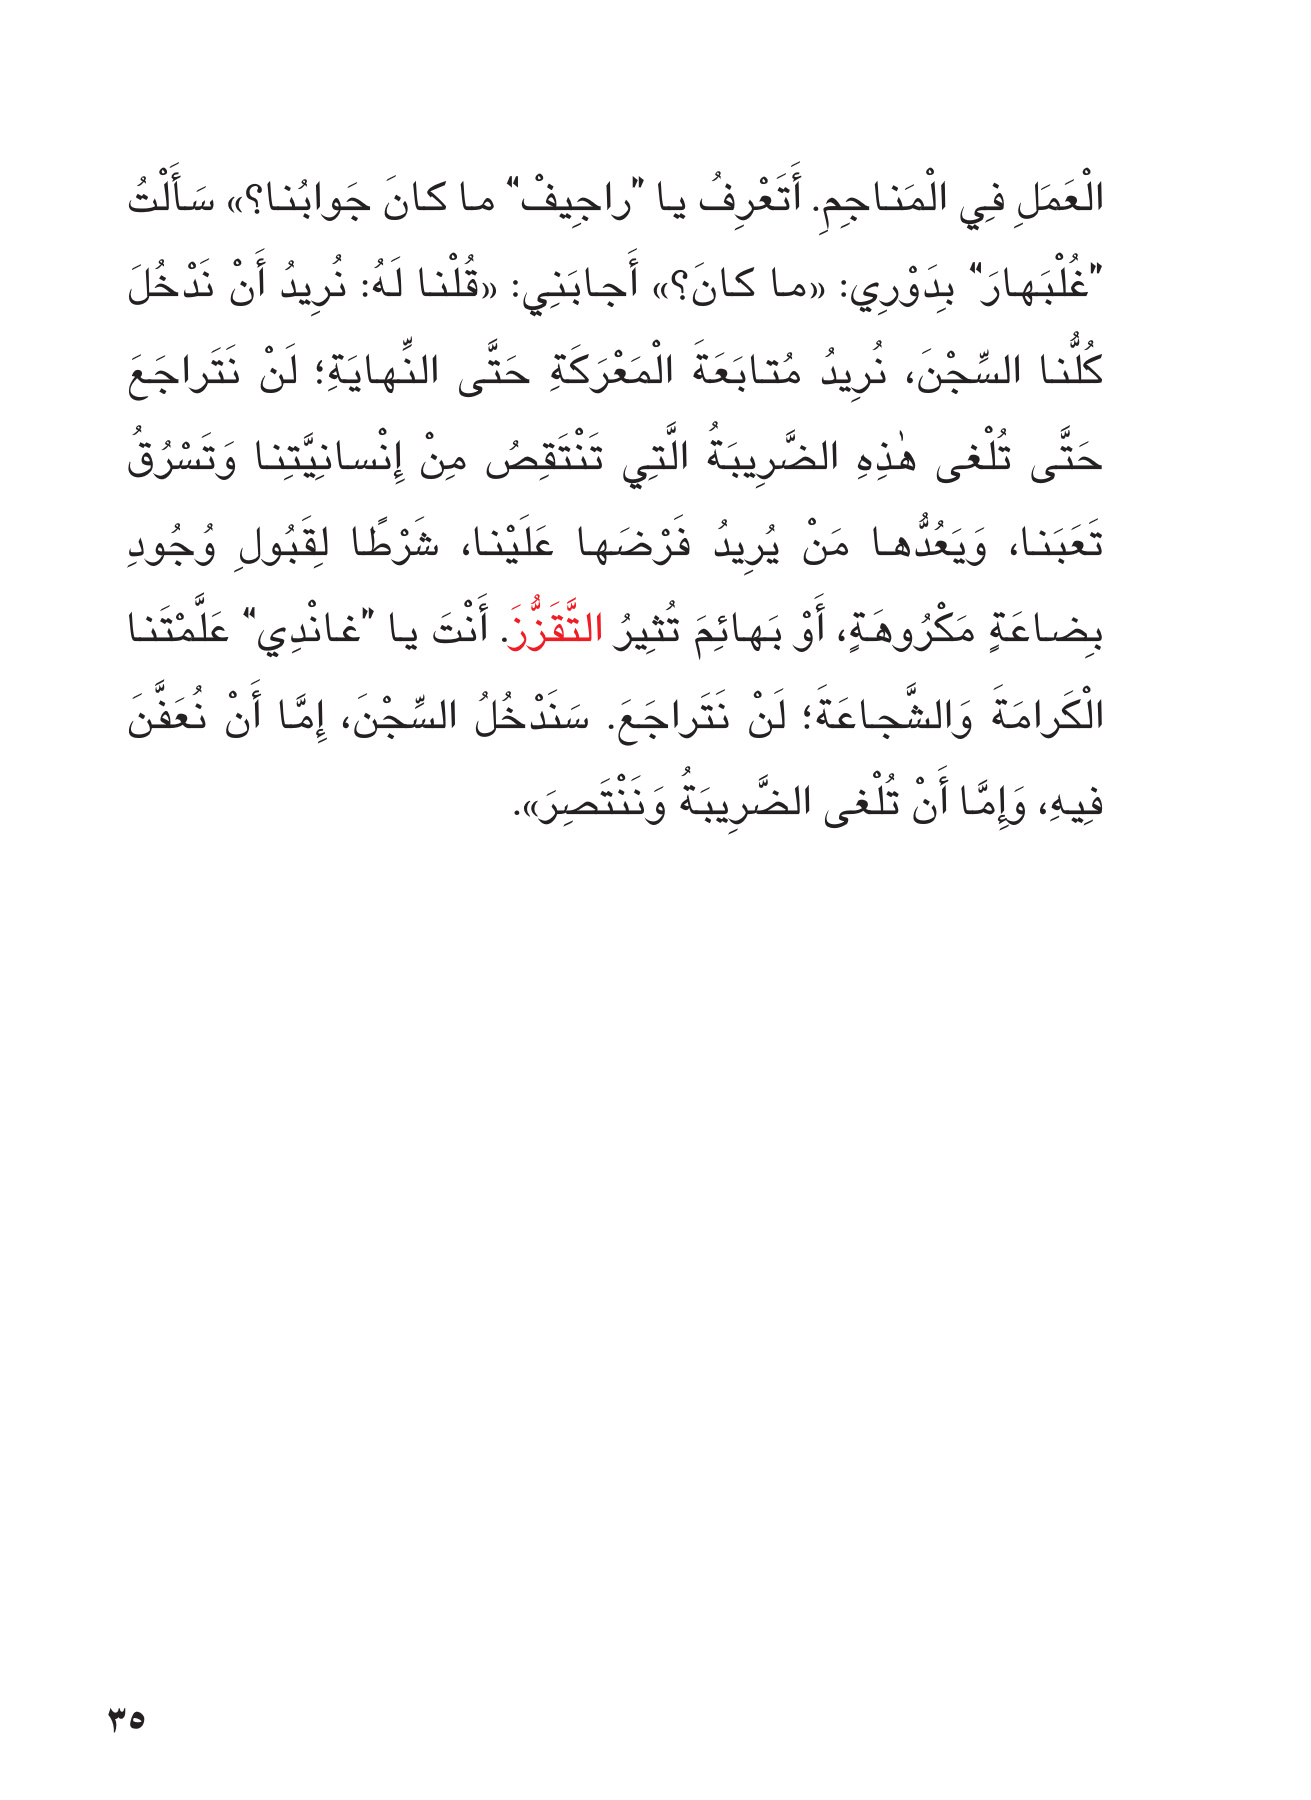 الْعَمَلِ فِي الْمَناجِمِ. أَتَعْرِفُ يا "راجِيفْ" ما كانَ جَوابُنا؟» سَأَلْتُ
"غُلْبَهارَ" بِدَوْرِي: «ما كانَ؟» أَجابَنِي: «قُلْنا لَهُ: نُرِيدُ أَنْ نَدْخُلَ
كُلُّنا السِّجْنَ، نُرِيدُ مُتابَعَةَ الْمَعْرَكَةِ حَتَّى النِّهايَةِ؛ لَنْ نَتَراجَعَ
حَتَّى تُلْغى هٰذِهِ الضَّرِيبَةُ الَّتِي تَنْتَقِصُ مِنْ إِنْسانِيَّتِنا وَتَسْرُقُ
تَعَبَنا، وَيَعُدُّها مَنْ يُرِيدُ فَرْضَها عَلَيْنا، شَرْطًا لِقَبُولِ وُجُودِ
بِضاعَةٍ مَكْرُوهَةٍ، أَوْ بَهائِمَ تُثِيرُ التَّقَزُّزَ. أَنْتَ يا "غانْدِي" عَلَّمْتَنا
الْكَرامَةَ وَالشَّجاعَةَ؛ لَنْ نَتَراجَعَ. سَنَدْخُلُ السِّجْنَ، إِمَّا أَنْ نُعَفَّنَ
فِيهِ، وَإِمَّا أَنْ تُلْغى الضَّرِيبَةُ وَنَنْتَصِرَ».
٣٥